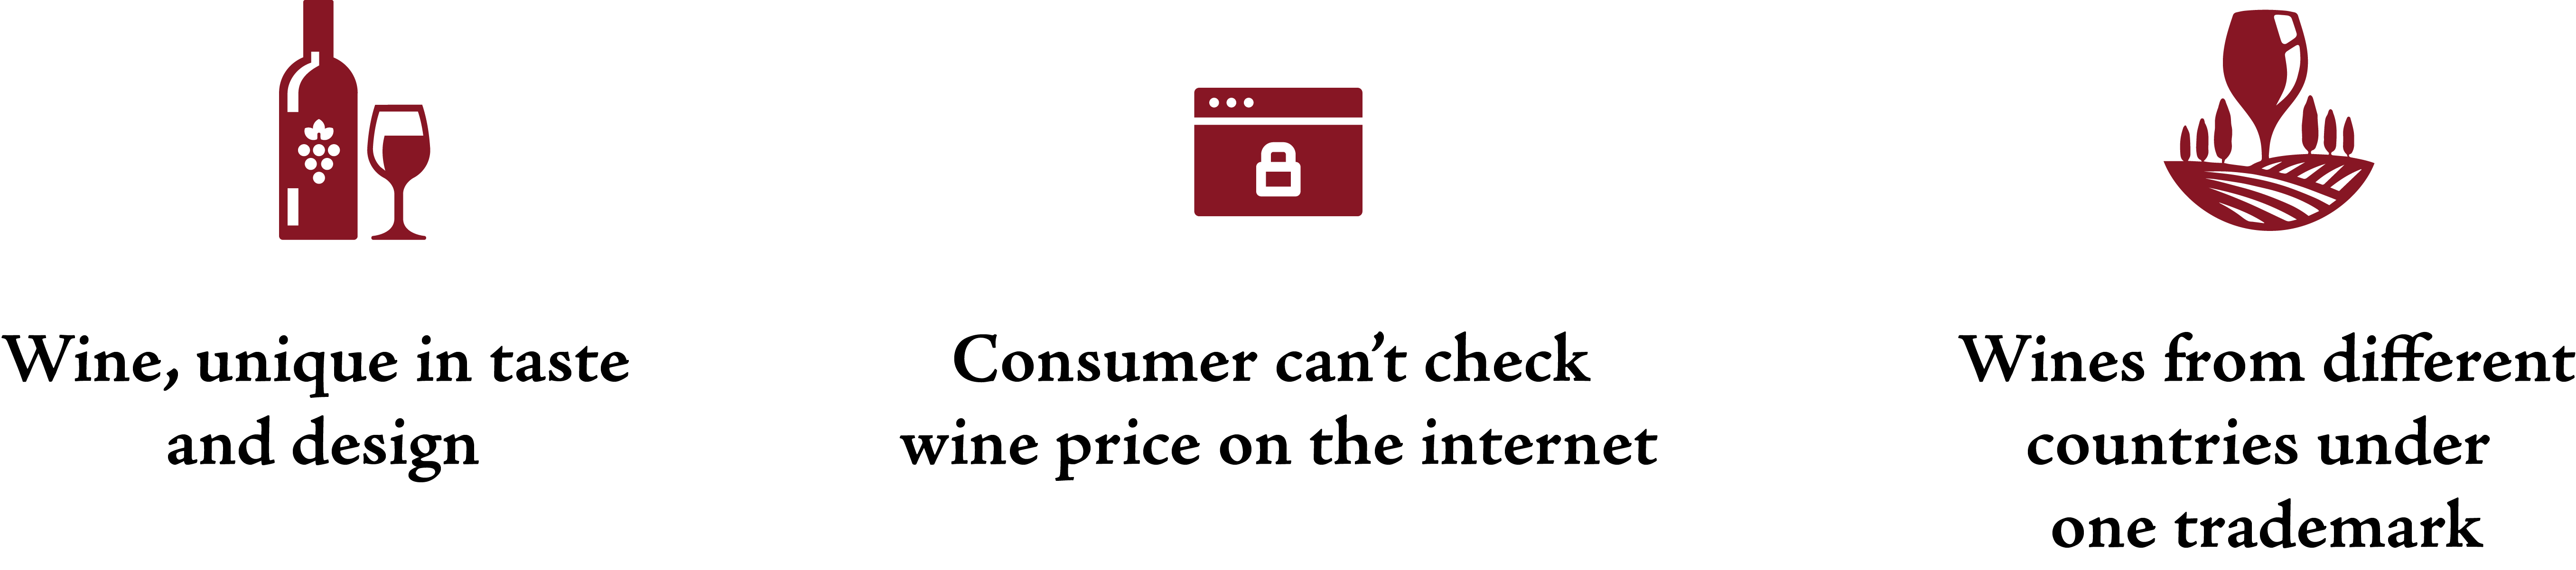 Wine, unique in taste
and design
Consumer can’t check
wine price on the internet
Wines from different
countries under
one trademark